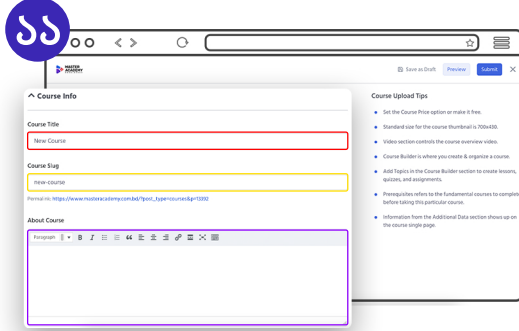 ১১
MASTER
ACADEMY
Save as Draft
Preview
Submit
Course Info
Course Title
New Course
Course Slug
new-course
Permalink: https://www.masteracademy.com.bd/?post_type=courses&p=13392
About Course
Paragraph
Course Upload Tips
Set the Course Price option or make it free.
Standard size for the course thumbnail is 700x430.
Video section controls the course overview video.
Course Builder is where you create & organize a course.
Add Topics in the Course Builder section to create lessons,
quizzes, and assignments.
Prerequisites refers to the fundamental courses to complete
before taking this particular course.
Information from the Additional Data section shows up on
the course single page.